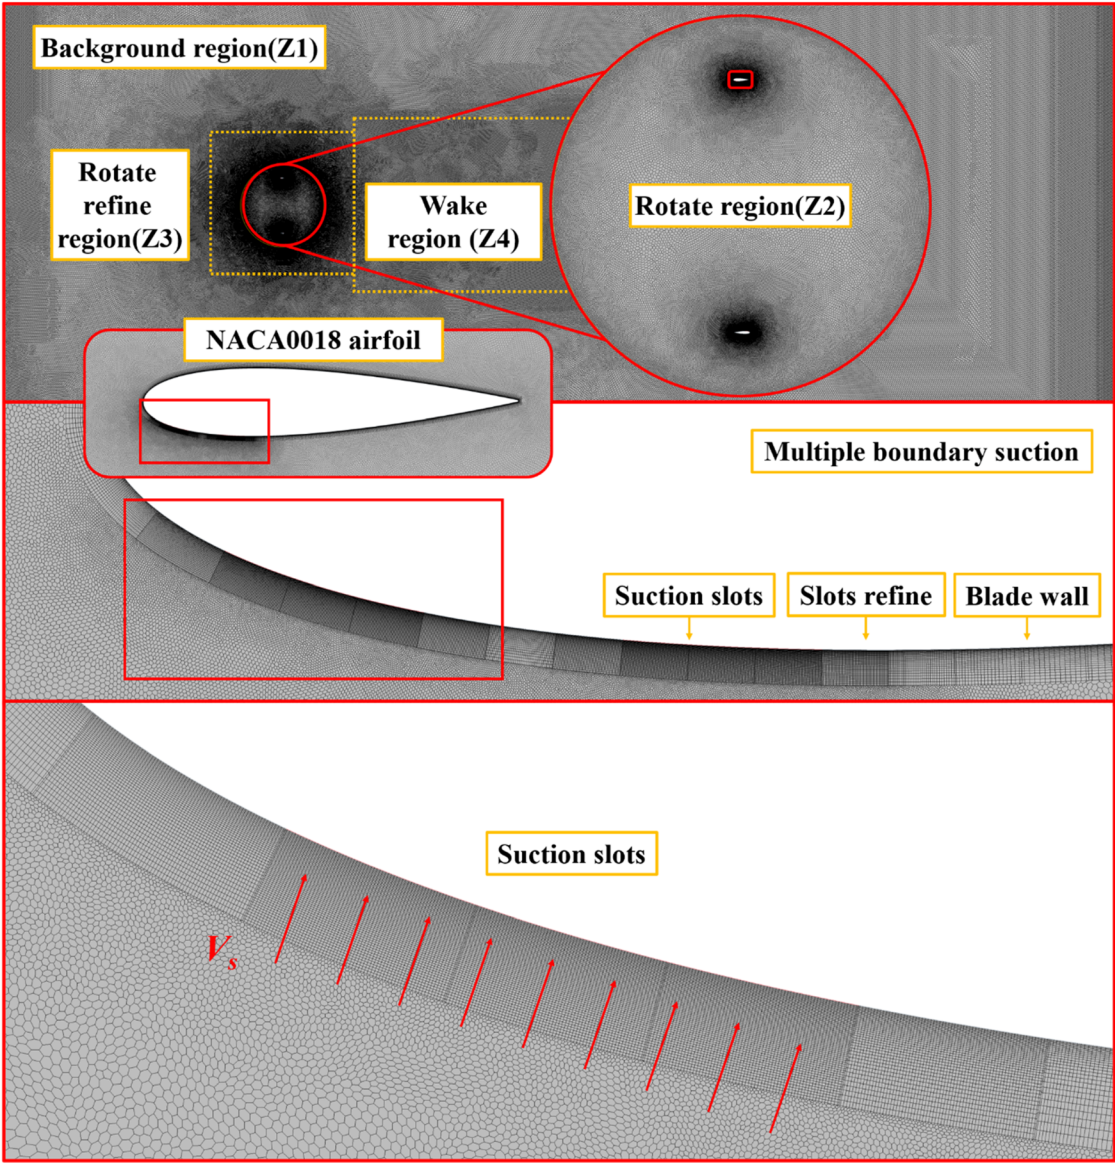 Background region(Z1)
Rotate
refine
region(Z3)
Wake
region (Z4)
Rotate region(Z2)
NACA0018 airfoil
Multiple boundary suction
Suction slots
Slots refine
Blade wall
Suction slots
Vs